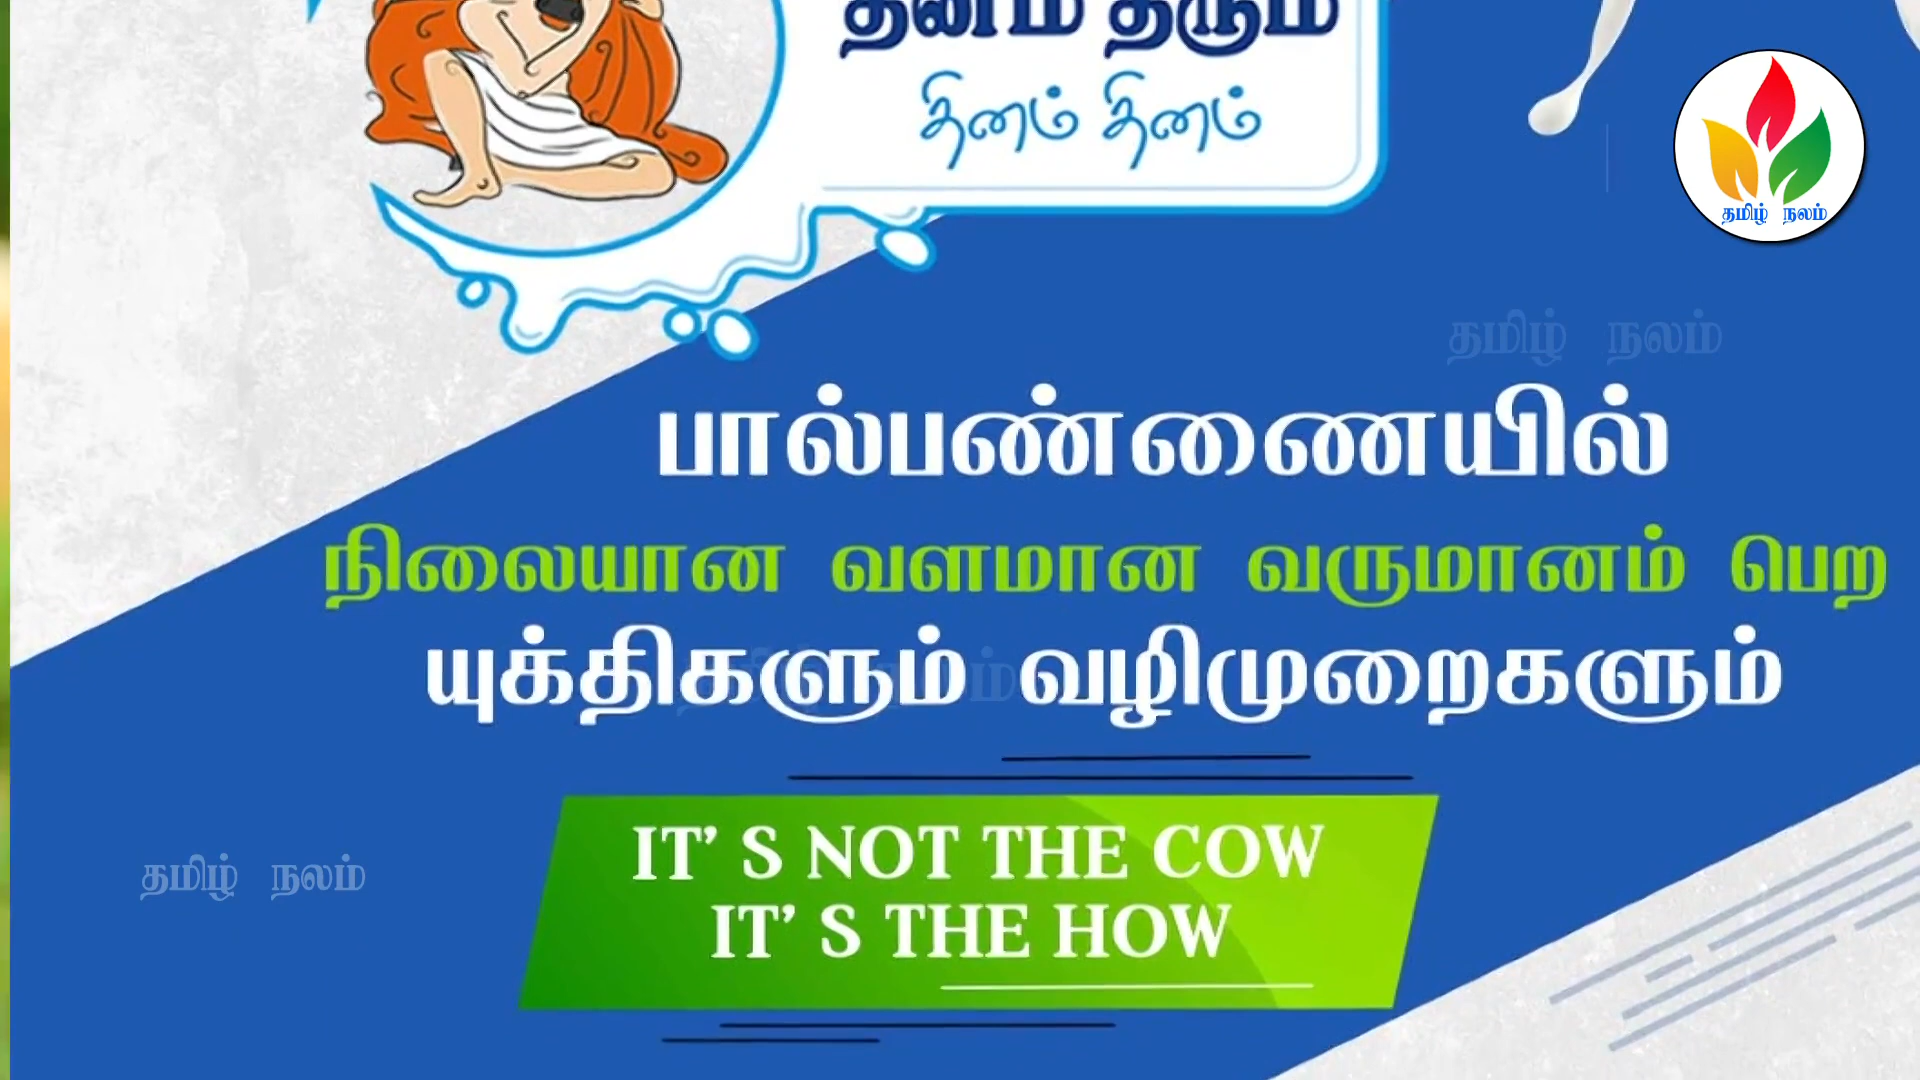 தனம் தரும்
தினம் தினம்
தமிழ் நலம்
தமிழ் நலம்
பால்பண்ணையில்
நிலையான வளமான வருமானம் பெற
யுக்திகளும் வழிமுறைகளும்
IT' S NOT THE COW
தமிழ் நலம்
IT' S THE HOW